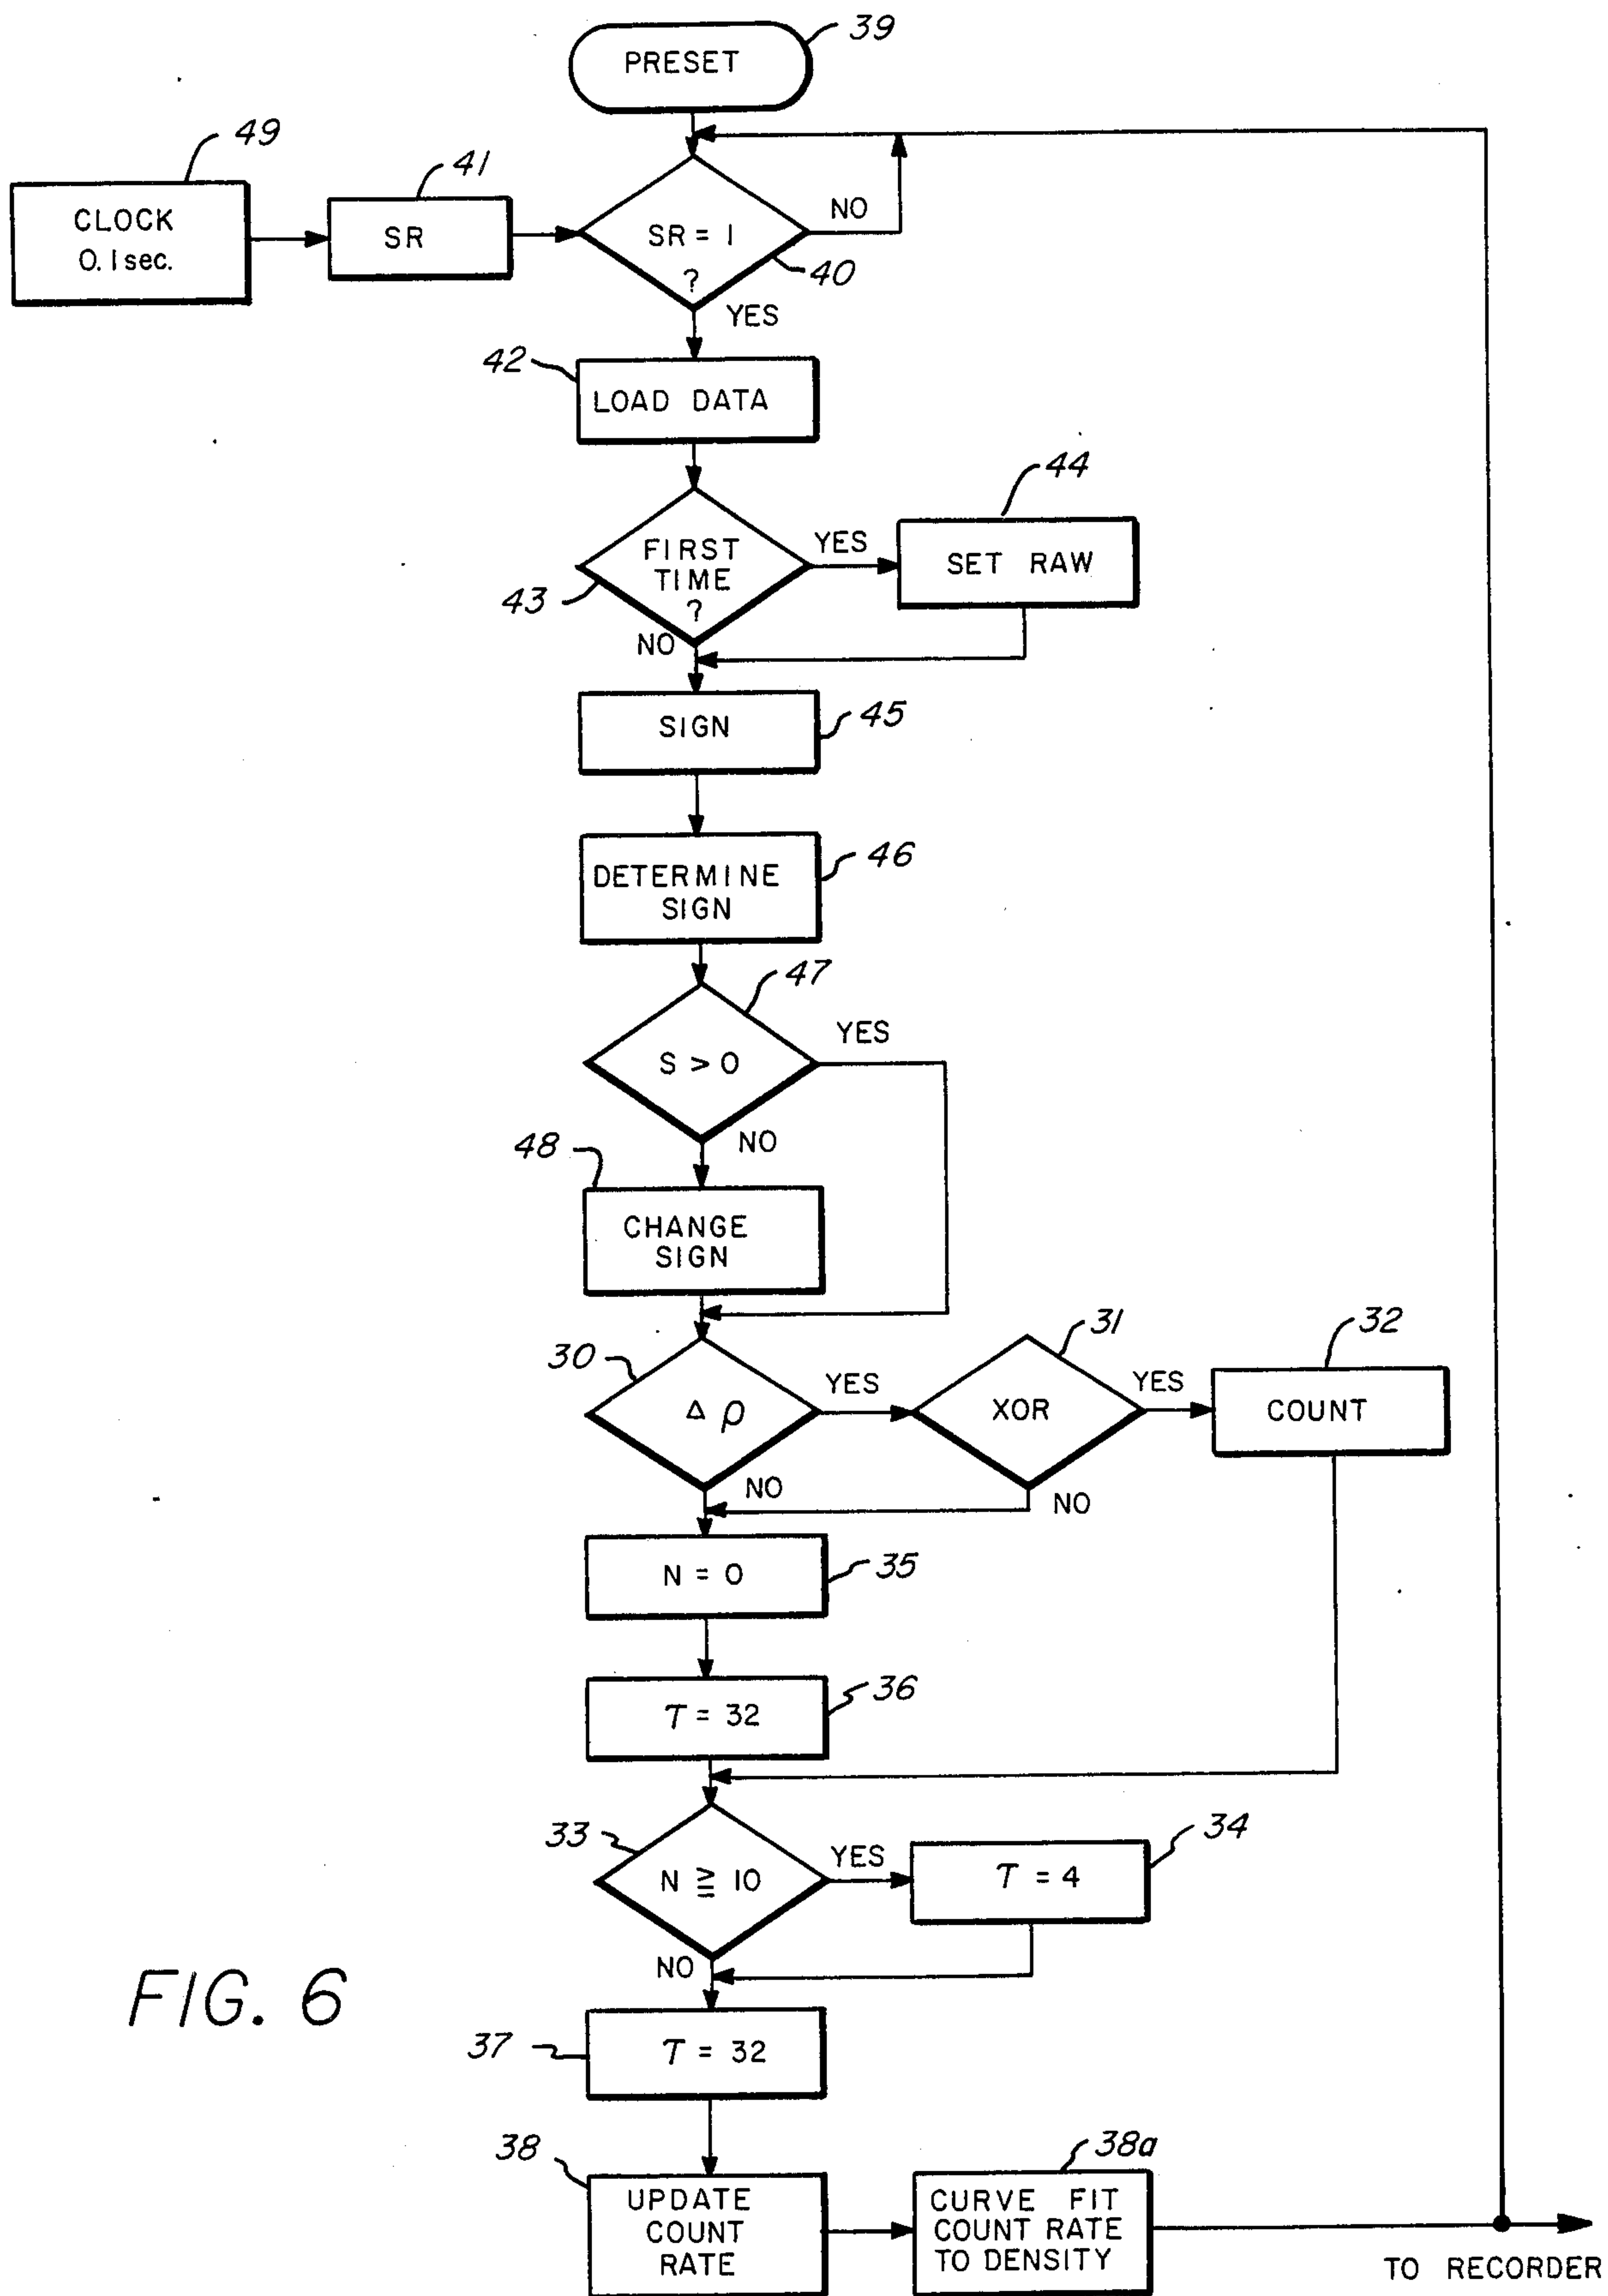 PRESET
39
49
CLOCK
0.1sec.
41
SR
SR = 1
?
NO
40
YES
42
LOAD DATA
44
FIRST
TIME
?
YES
SET RAW
43
NO
SIGN
45
DETERMINE
SIGN
46
47
S > 0
YES
NO
48
CHANGE
SIGN
30
Δ ρ
YES
31
XOR
YES
32
COUNT
NO
NO
N = 0
35
τ = 32
36
33
N ≧ 10
YES
34
τ = 4
NO
FIG. 6
37
τ = 32
38
UPDATE
COUNT
RATE
38a
CURVE FIT
COUNT RATE
TO DENSITY
TO RECORDER